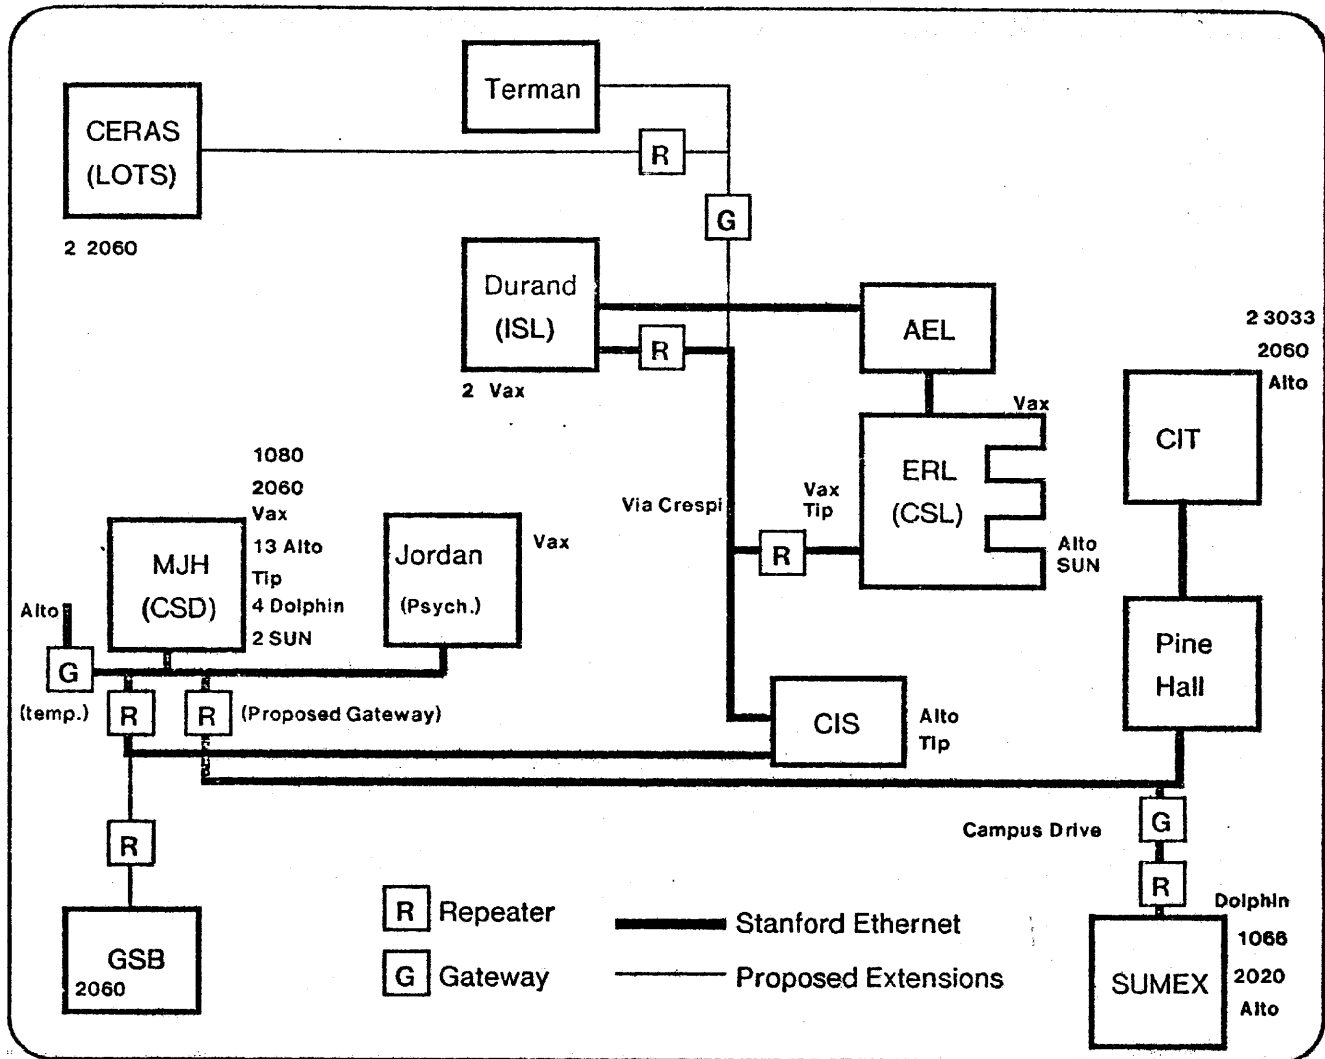 Terman
CERAS
(LOTS)
R
2 2060
G
Durand
(ISL)
R
2 Vax
AEL
2 3033
2060
Alto
CIT
Vax
ERL
(CSL)
Vax
Tip
Via Crespi
R
Alto
SUN
1080
2060
Vax
13 Alto
Tip
4 Dolphin
2 SUN
MJH
(CSD)
Jordan
(Psych.)
Vax
Alto
G
(temp.)
R
R
(Proposed Gateway)
Pine
Hall
CIS
Alto
Tip
Campus Drive
G
R
R
GSB
2060
R Repeater
G Gateway
Stanford Ethernet
Proposed Extensions
Dolphin
1066
2020
Alto
SUMEX